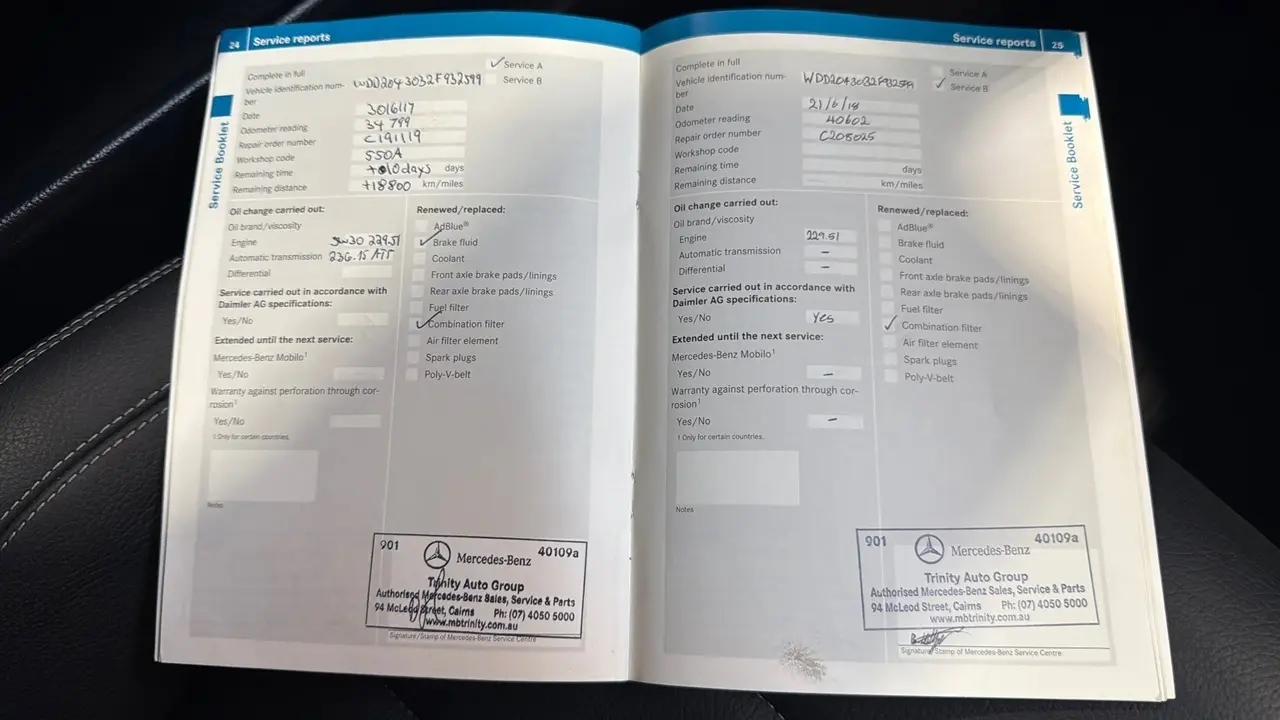 24 Service reports
Service Booklet
Complete in full
✓ Service A
Service B
Vehicle identification num-
ber WDD2043032F932599
Date 30/6/17
Odometer reading 34 799
Repair order number C191119
Workshop code 550A
Remaining time days days
Remaining distance +18800 km/miles
Oil change carried out:
Oil brand/viscosity
Engine 5W30 229.51
Automatic transmission 236.15 ATF
Differential
Service carried out in accordance with
Daimler AG specifications:
Yes/No
Extended until the next service:
Mercedes-Benz Mobilo¹
Yes/No —
Warranty against perforation through cor-
rosion¹
Yes/No
1 Only for certain countries.
Notes
Renewed/replaced:
AdBlue®
✓ Brake fluid
Coolant
Front axle brake pads/linings
Rear axle brake pads/linings
Fuel filter
✓ Combination filter
Air filter element
Spark plugs
Poly-V-belt
901 Mercedes-Benz 40109a
Trinity Auto Group
Authorised Mercedes-Benz Sales, Service & Parts
94 McLeod Street, Cairns Ph: (07) 4050 5000
www.mbtrinity.com.au
Signature/Stamp of Mercedes-Benz Service Centre
Service reports 25
Service Booklet
Complete in full
Service A
✓ Service B
Vehicle identification num-
ber WDD2043032F932599
Date 21/6/18
Odometer reading 40602
Repair order number C208025
Workshop code
Remaining time days
Remaining distance km/miles
Oil change carried out:
Oil brand/viscosity
Engine 229.51
Automatic transmission –
Differential –
Service carried out in accordance with
Daimler AG specifications:
Yes/No Yes
Extended until the next service:
Mercedes-Benz Mobilo¹
Yes/No –
Warranty against perforation through cor-
rosion¹
Yes/No –
1 Only for certain countries.
Notes
Renewed/replaced:
AdBlue®
Brake fluid
Coolant
Front axle brake pads/linings
Rear axle brake pads/linings
Fuel filter
✓ Combination filter
Air filter element
Spark plugs
Poly-V-belt
901 Mercedes-Benz 40109a
Trinity Auto Group
Authorised Mercedes-Benz Sales, Service & Parts
94 McLeod Street, Cairns Ph: (07) 4050 5000
www.mbtrinity.com.au
Signature/Stamp of Mercedes-Benz Service Centre